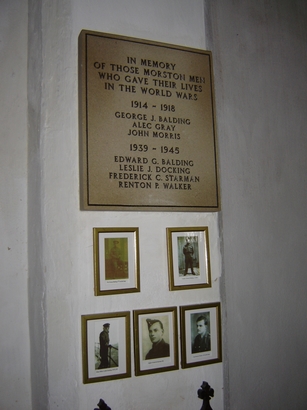 IN MEMORY
OF THOSE MORSTON MEN
WHO GAVE THEIR LIVES
IN THE WORLD WARS
1914 - 1918
GEORGE J. BALDING
ALEC GRAY
JOHN MORRIS
1939 - 1945
EDWARD G. BALDING
LESLIE J. DOCKING
FREDERICK C. STARMAN
RENTON P. WALKER